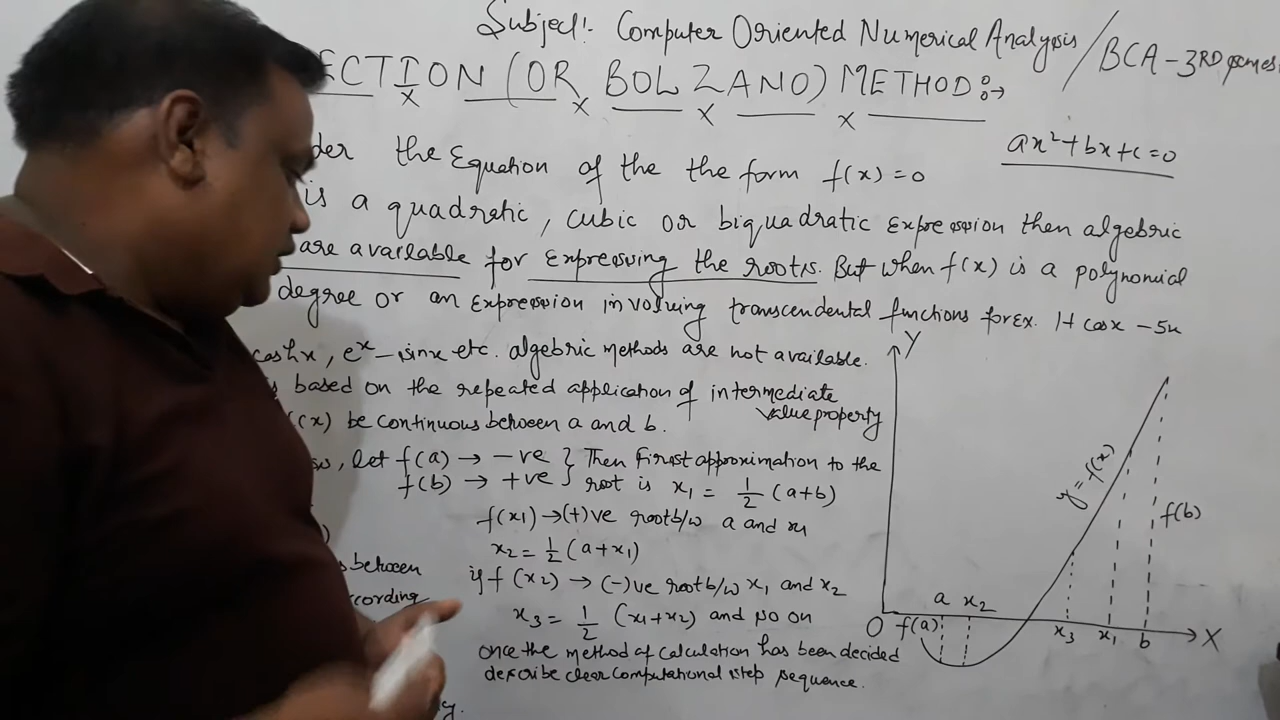 Subject:- Computer Oriented Numerical Analysis / BCA-3RD
ECTION (OR BOLZANO) METHOD:→
ax²+bx+c=0
der the Equation of the the form f(x)=0
is a quadratic, cubic or biquadratic expression then algebric
are available for expressing the roots. But when f(x) is a polynomial
degree or an expression involving transcendental functions for ex. 1+cosx-5x
coshx, eˣ-sinx etc. algebric methods are not available.
based on the repeated application of intermediate
value property
f(x) be continuous between a and b.
let f(a) → -ve } Then First approximation to the
f(b) → +ve } root is x₁ = 1/2 (a+b)
f(x₁) → (+)ve root b/w a and x₁
x₂ = 1/2 (a+x₁)
between
if f(x₂) → (-)ve root b/w x₁ and x₂
ccording
x₃ = 1/2 (x₁+x₂) and so on
once the method of calculation has been decided
describe clear computational step sequence.
y.
Y
y = f(x)
f(b)
a x₂
O f(a) x₃ x₁ b X